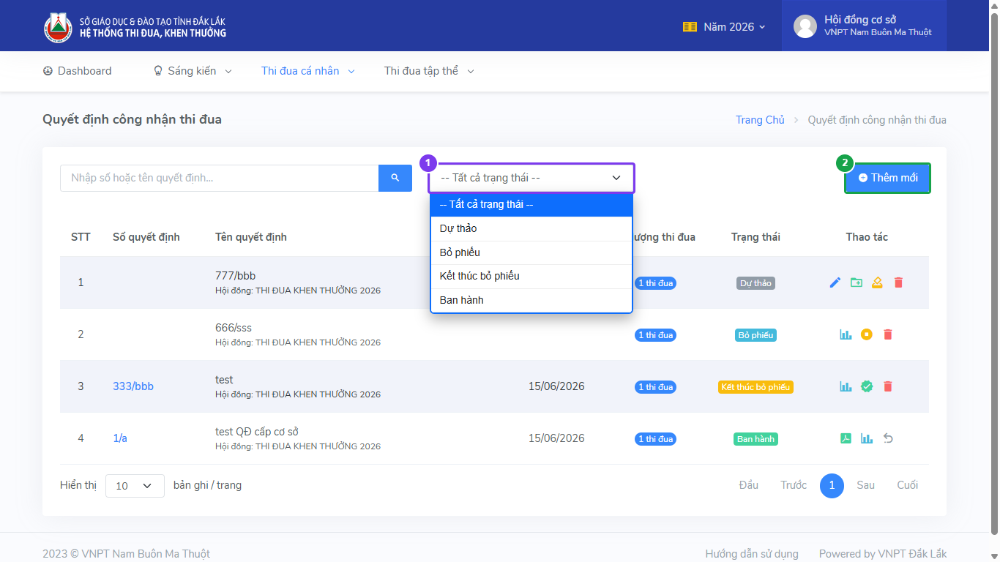 SỞ GIÁO DỤC & ĐÀO TẠO TỈNH ĐẮK LẮK
HỆ THỐNG THI ĐUA, KHEN THƯỞNG
Năm 2026
Hội đồng cơ sở
VNPT Nam Buôn Ma Thuột
Dashboard
Sáng kiến
Thi đua cá nhân
Thi đua tập thể
Quyết định công nhận thi đua
Trang Chủ
Quyết định công nhận thi đua
Nhập số hoặc tên quyết định...
1
-- Tất cả trạng thái --
2
Thêm mới
-- Tất cả trạng thái --
Dự thảo
Bỏ phiếu
Kết thúc bỏ phiếu
Ban hành
STT Số quyết định Tên quyết định ượng thi đua Trạng thái Thao tác
1 777/bbb 1 thi đua Dự thảo
Hội đồng: THI ĐUA KHEN THƯỞNG 2026
2 666/sss 1 thi đua Bỏ phiếu
Hội đồng: THI ĐUA KHEN THƯỞNG 2026
3 333/bbb test 15/06/2026 1 thi đua Kết thúc bỏ phiếu
Hội đồng: THI ĐUA KHEN THƯỞNG 2026
4 1/a test QĐ cấp cơ sở 15/06/2026 1 thi đua Ban hành
Hội đồng: THI ĐUA KHEN THƯỞNG 2026
Hiển thị 10 bản ghi / trang
Đầu Trước 1 Sau Cuối
2023 © VNPT Nam Buôn Ma Thuột
Hướng dẫn sử dụng
Powered by VNPT Đắk Lắk